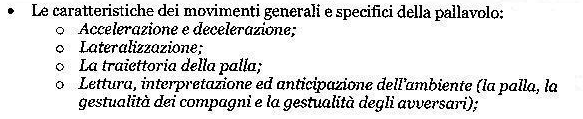 • Le caratteristiche dei movimenti generali e specifici della pallavolo:
o Accelerazione e decelerazione;
o Lateralizzazione;
o La traiettoria della palla;
o Lettura, interpretazione ed anticipazione dell'ambiente (la palla, la
gestualità dei compagni e la gestualità degli avversari);